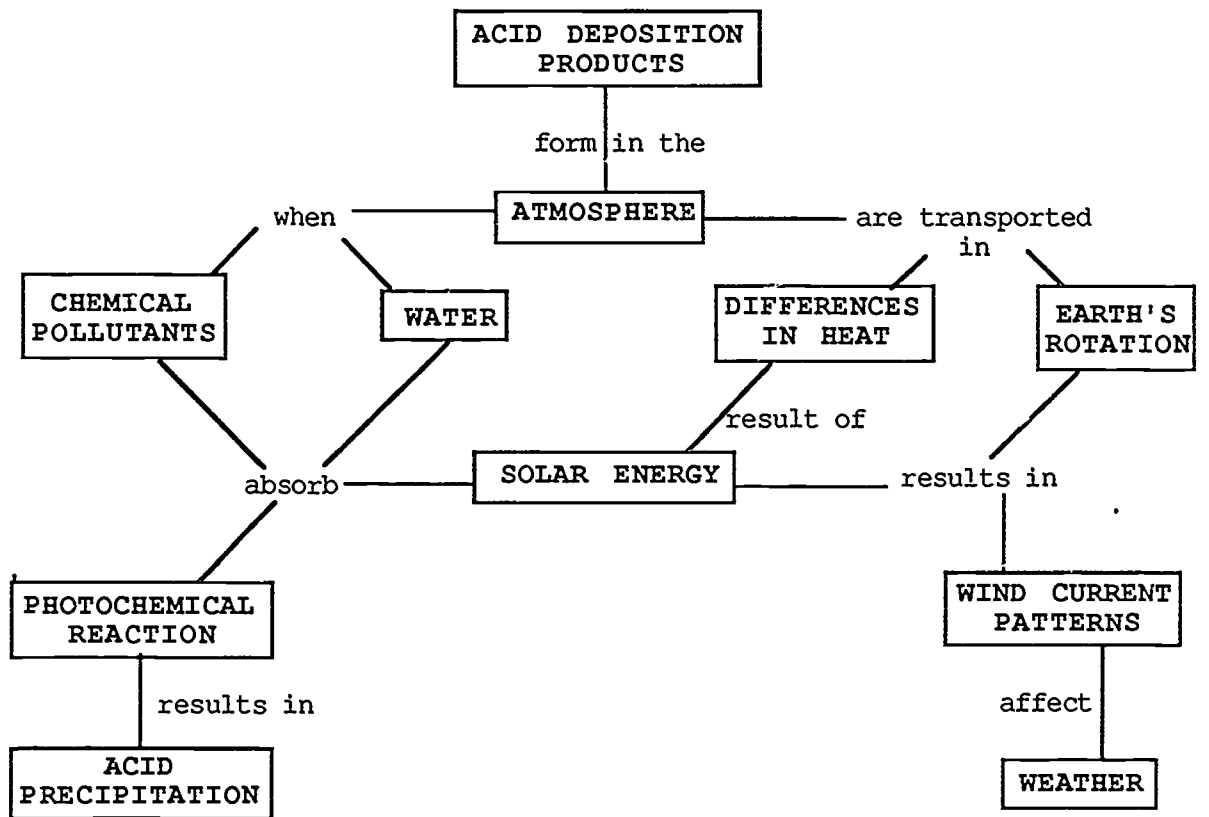 ACID DEPOSITION
PRODUCTS
form in the
ATMOSPHERE
when
are transported
in
CHEMICAL
POLLUTANTS
WATER
DIFFERENCES
IN HEAT
EARTH'S
ROTATION
result of
absorb
SOLAR ENERGY
results in
PHOTOCHEMICAL
REACTION
WIND CURRENT
PATTERNS
results in
affect
ACID
PRECIPITATION
WEATHER